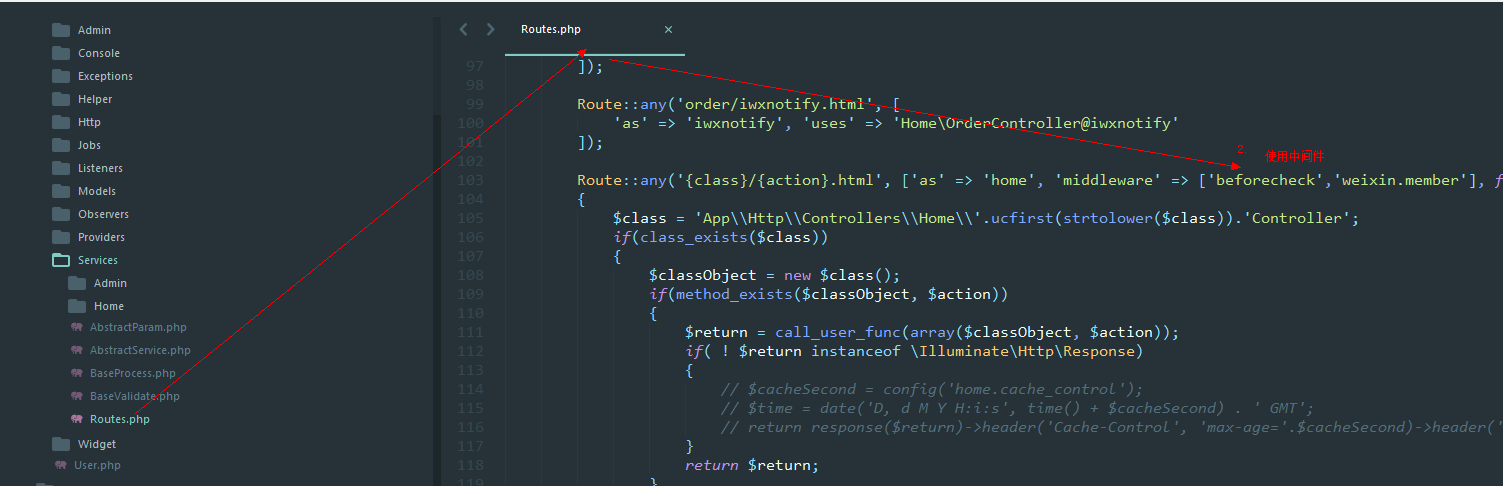 Admin
Console
Exceptions
Helper
Http
Jobs
Listeners
Models
Observers
Providers
Services
Admin
Home
AbstractParam.php
AbstractService.php
BaseProcess.php
BaseValidate.php
Routes.php
Widget
User.php
Routes.php ×
97 ]);
98
99 Route::any('order/iwxnotify.html', [
100 'as' => 'iwxnotify', 'uses' => 'Home\OrderController@iwxnotify'
101 ]);
102
2 使用中间件
103 Route::any('{class}/{action}.html', ['as' => 'home', 'middleware' => ['beforecheck','weixin.member'], f
104 {
105 $class = 'App\\Http\\Controllers\\Home\\'.ucfirst(strtolower($class)).'Controller';
106 if(class_exists($class))
107 {
108 $classObject = new $class();
109 if(method_exists($classObject, $action))
110 {
111 $return = call_user_func(array($classObject, $action));
112 if( ! $return instanceof \Illuminate\Http\Response)
113 {
114 // $cacheSecond = config('home.cache_control');
115 // $time = date('D, d M Y H:i:s', time() + $cacheSecond) . ' GMT';
116 // return response($return)->header('Cache-Control', 'max-age='.$cacheSecond)->header('
117 }
118 return $return;
119 }